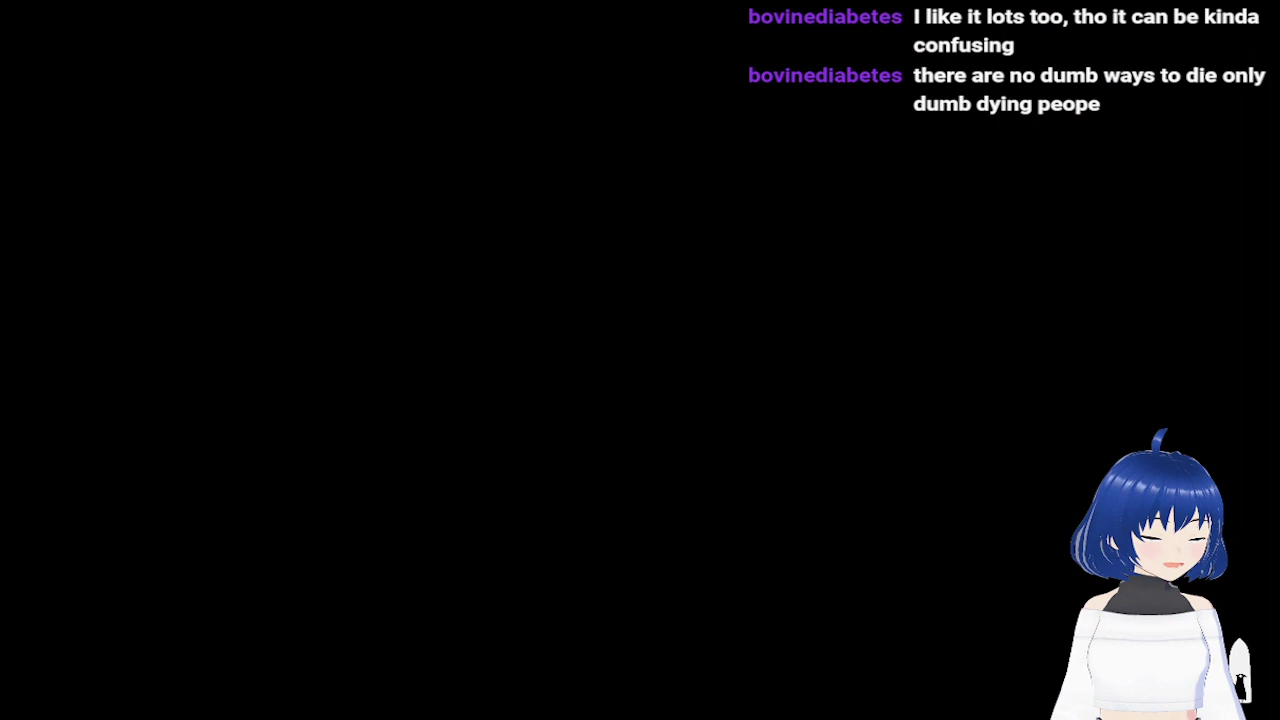 bovinediabetes I like it lots too, tho it can be kinda
confusing
bovinediabetes there are no dumb ways to die only
dumb dying peope